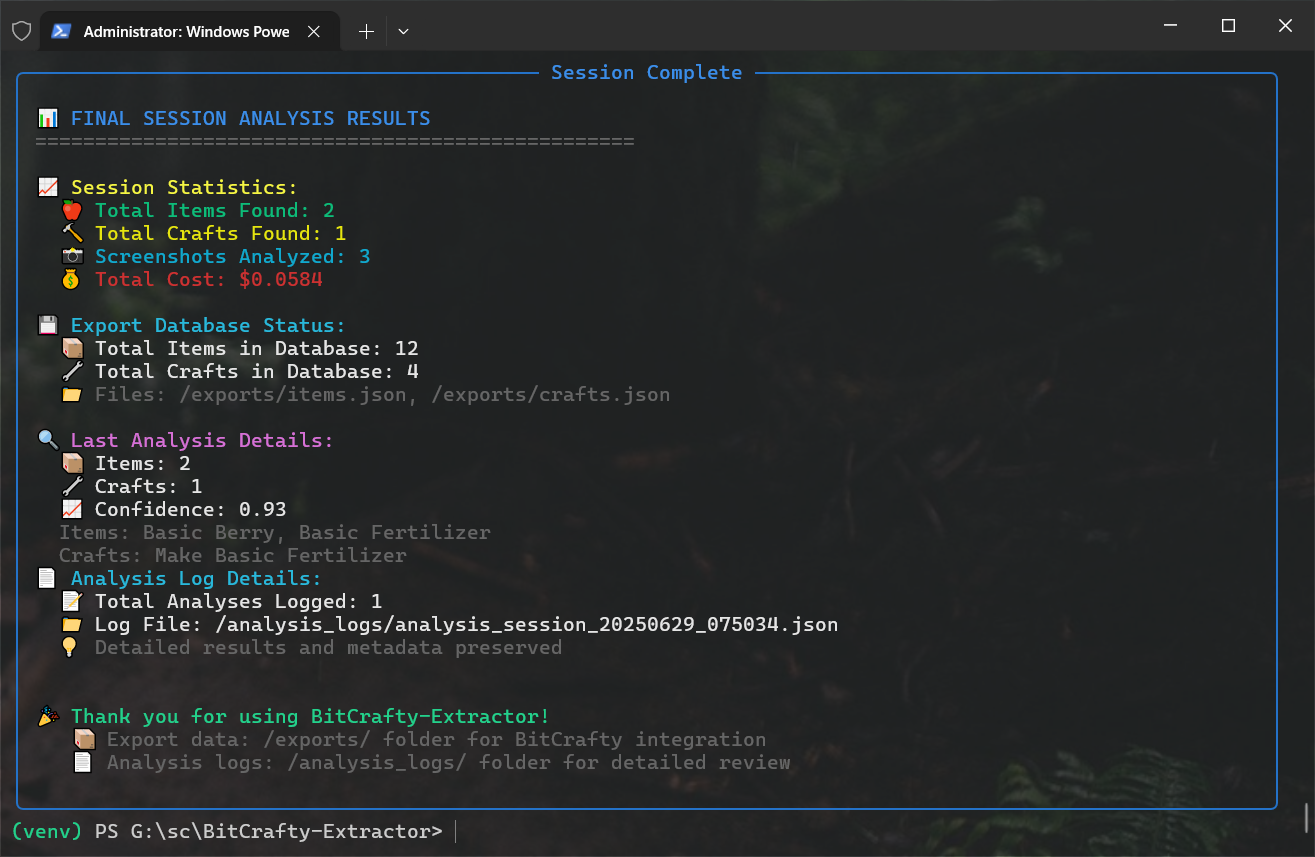 Administrator: Windows Powe
Session Complete
FINAL SESSION ANALYSIS RESULTS
==================================================
Session Statistics:
Total Items Found: 2
Total Crafts Found: 1
Screenshots Analyzed: 3
Total Cost: $0.0584
Export Database Status:
Total Items in Database: 12
Total Crafts in Database: 4
Files: /exports/items.json, /exports/crafts.json
Last Analysis Details:
Items: 2
Crafts: 1
Confidence: 0.93
Items: Basic Berry, Basic Fertilizer
Crafts: Make Basic Fertilizer
Analysis Log Details:
Total Analyses Logged: 1
Log File: /analysis_logs/analysis_session_20250629_075034.json
Detailed results and metadata preserved
Thank you for using BitCrafty-Extractor!
Export data: /exports/ folder for BitCrafty integration
Analysis logs: /analysis_logs/ folder for detailed review
(venv) PS G:\sc\BitCrafty-Extractor>